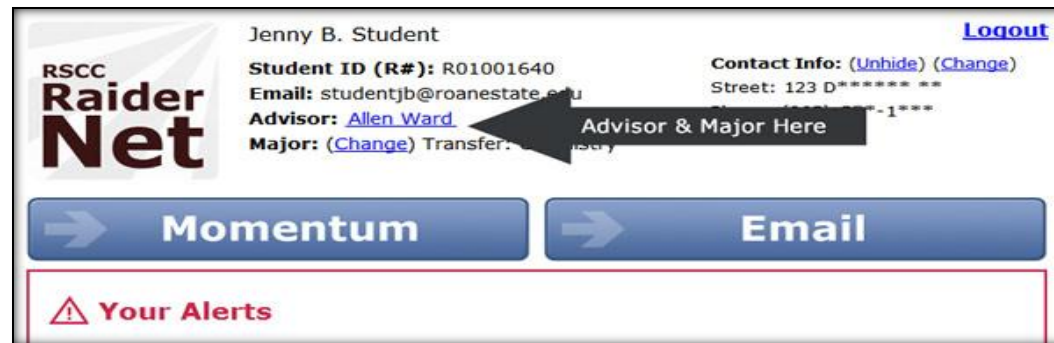 RSCC
Raider
Net
Jenny B. Student
Student ID (R#): R01001640
Email: studentjb@roanestate.edu
Advisor: Allen Ward
Major: (Change) Transfer:
Logout
Contact Info: (Unhide) (Change)
Street: 123 D****** **
*-1***
Advisor & Major Here
Momentum
Email
Your Alerts